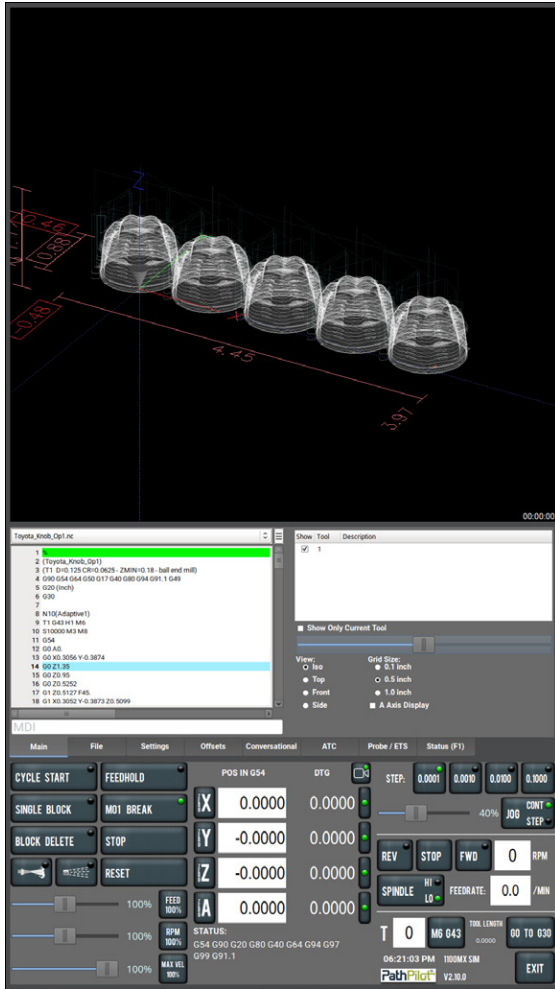 Z
0.46
0.88
-0.48
X
4.45
3.97
00:00:00
Toyota_Knob_Op1.nc
1 %
2 (Toyota_Knob_Op1)
3 (T1 D=0.125 CR=0.0625 - ZMIN=0.18 - ball end mill)
4 G90 G54 G64 G50 G17 G40 G80 G94 G91.1 G49
5 G20 (Inch)
6 G30
7
8 N10(Adaptive1)
9 T1 G43 H1 M6
10 S10000 M3 M8
11 G54
12 G0 A0.
13 G0 X0.3056 Y-0.3874
14 G0 Z1.35
15 G0 Z0.95
16 G0 Z0.5252
17 G1 Z0.5127 F45.
18 G1 X0.3052 Y-0.3873 Z0.5099
Show Tool Description
1
Show Only Current Tool
View: Grid Size:
Iso 0.1 inch
Top 0.5 inch
Front 1.0 inch
Side A Axis Display
MDI
Main File Settings Offsets Conversational ATC Probe / ETS Status (F1)
CYCLE START FEEDHOLD
SINGLE BLOCK M01 BREAK
BLOCK DELETE STOP
RESET
100% FEED 100%
100% RPM 100%
100% MAX VEL 100%
POS IN G54 DTG
X 0.0000 0.0000
Y -0.0000 0.0000
Z -0.0000 0.0000
A 0.0000 0.0000
STATUS:
G54 G90 G20 G80 G40 G64 G94 G97
G99 G91.1
STEP: 0.0001 0.0010 0.0100 0.1000
40% JOG CONT STEP
REV STOP FWD 0 RPM
SPINDLE HI LO FEEDRATE: 0.0 /MIN
T 0 M6 G43 TOOL LENGTH 0.0000 GO TO G30
06:21:03 PM 1100MX SIM
PathPilot® V2.10.0
EXIT